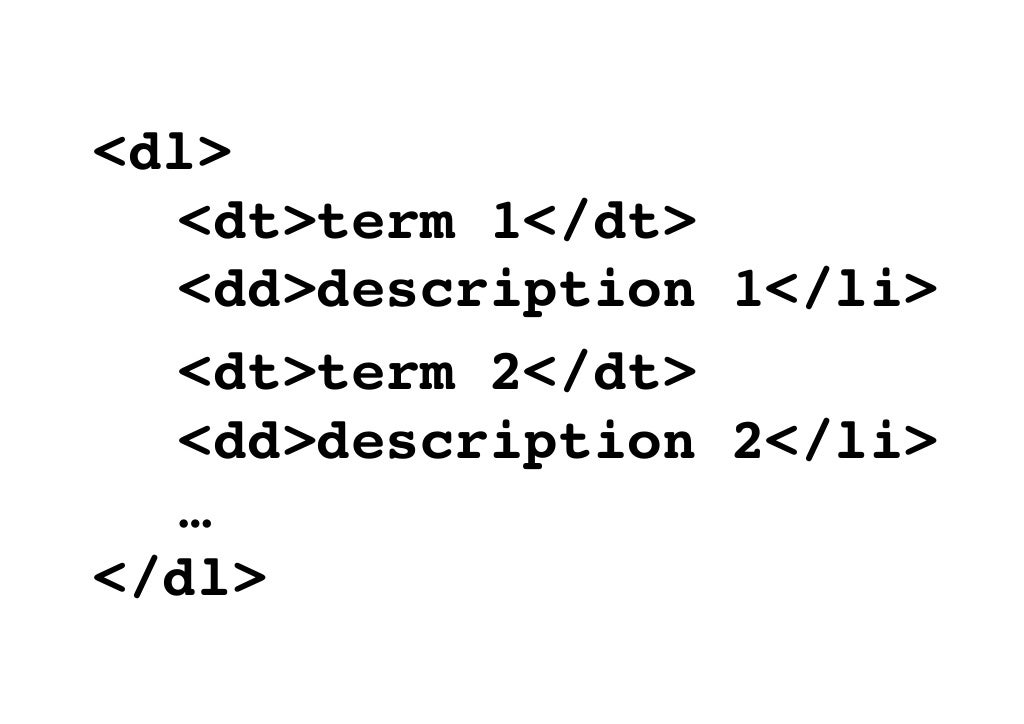 <dl>
<dt>term 1</dt>
<dd>description 1</li>
<dt>term 2</dt>
<dd>description 2</li>
…
</dl>